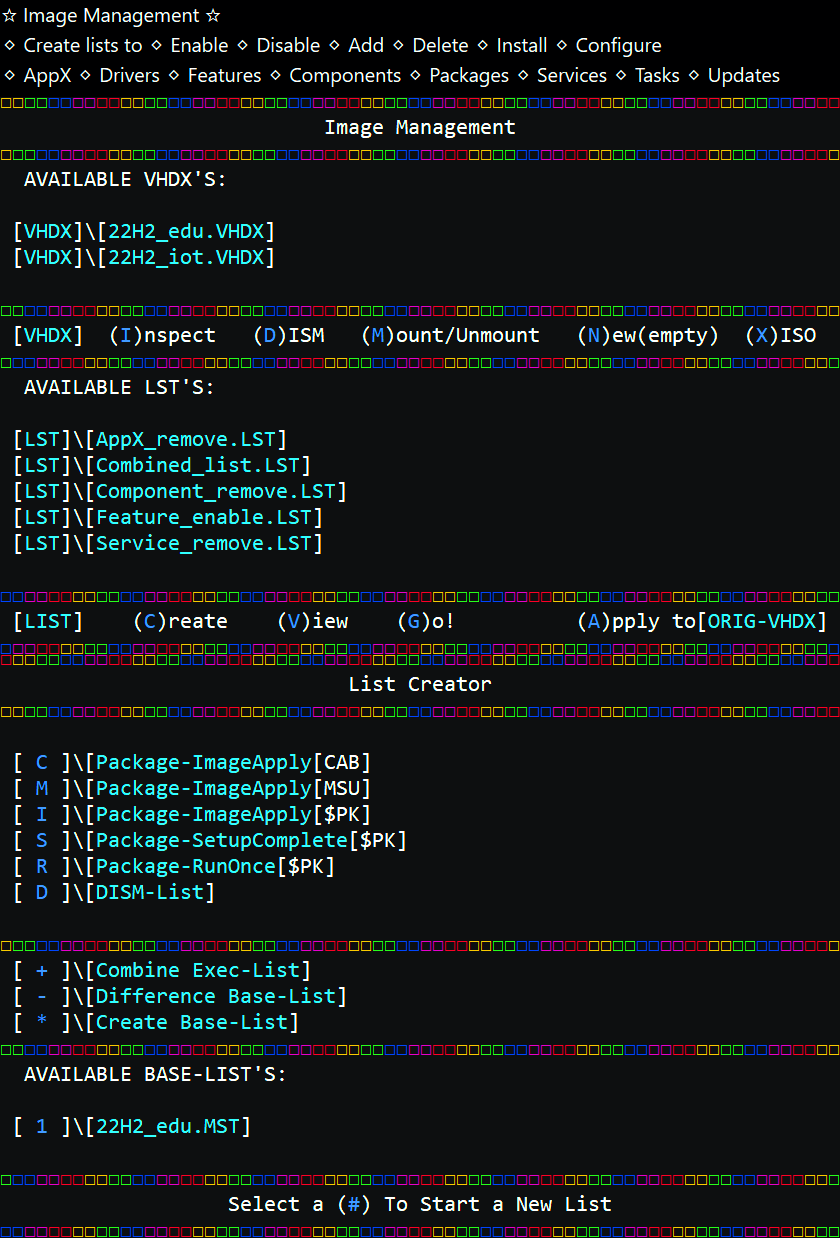 ☆ Image Management ☆
⋄ Create lists to ⋄ Enable ⋄ Disable ⋄ Add ⋄ Delete ⋄ Install ⋄ Configure
⋄ AppX ⋄ Drivers ⋄ Features ⋄ Components ⋄ Packages ⋄ Services ⋄ Tasks ⋄ Updates
Image Management
AVAILABLE VHDX'S:
[VHDX]\[22H2_edu.VHDX]
[VHDX]\[22H2_iot.VHDX]
[VHDX] (I)nspect (D)ISM (M)ount/Unmount (N)ew(empty) (X)ISO
AVAILABLE LST'S:
[LST]\[AppX_remove.LST]
[LST]\[Combined_list.LST]
[LST]\[Component_remove.LST]
[LST]\[Feature_enable.LST]
[LST]\[Service_remove.LST]
[LIST] (C)reate (V)iew (G)o! (A)pply to[ORIG-VHDX]
List Creator
[ C ]\[Package-ImageApply[CAB]
[ M ]\[Package-ImageApply[MSU]
[ I ]\[Package-ImageApply[$PK]
[ S ]\[Package-SetupComplete[$PK]
[ R ]\[Package-RunOnce[$PK]
[ D ]\[DISM-List]
[ + ]\[Combine Exec-List]
[ - ]\[Difference Base-List]
[ * ]\[Create Base-List]
AVAILABLE BASE-LIST'S:
[ 1 ]\[22H2_edu.MST]
Select a (#) To Start a New List